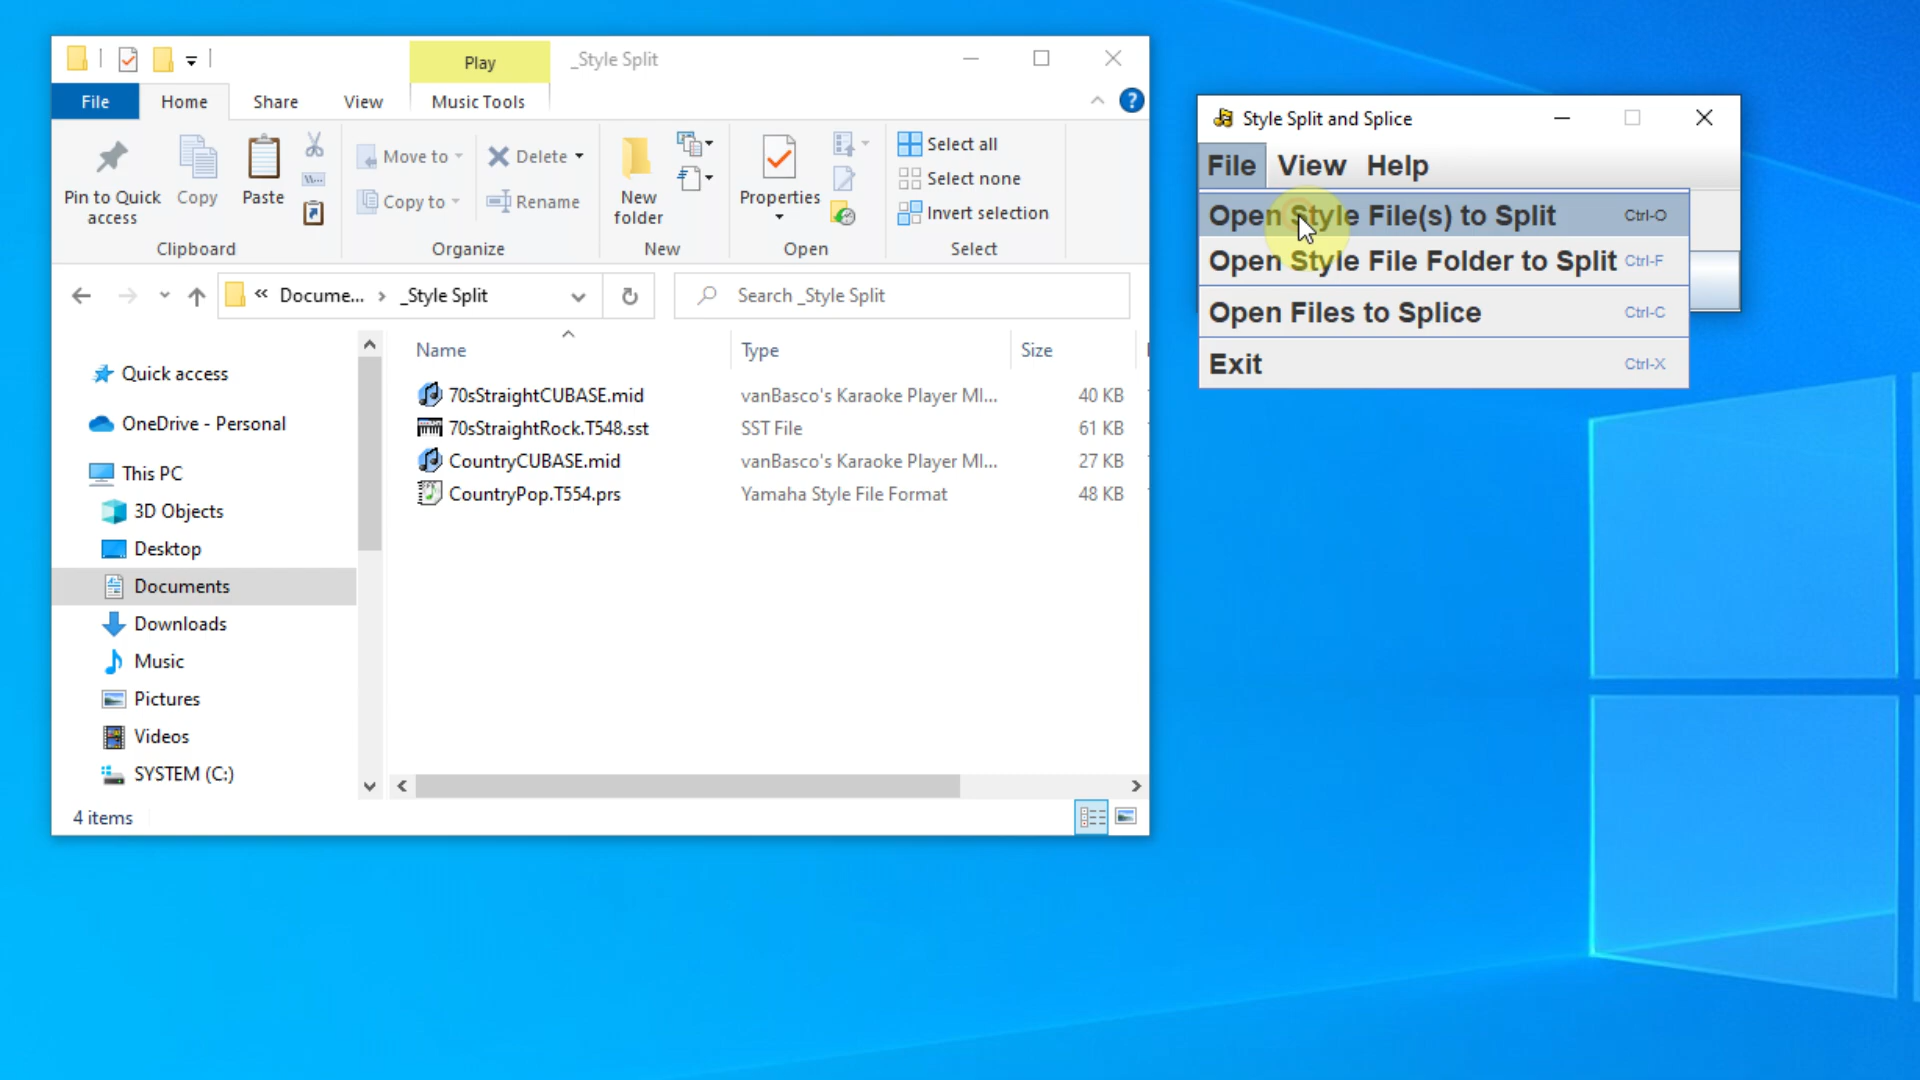 Play
_Style Split
File
Home
Share
View
Music Tools
Pin to Quick access
Copy
Paste
Clipboard
Move to
Copy to
Delete
Rename
Organize
New folder
New
Properties
Open
Select all
Select none
Invert selection
Select
« Docume... > _Style Split
Search _Style Split
Quick access
OneDrive - Personal
This PC
3D Objects
Desktop
Documents
Downloads
Music
Pictures
Videos
SYSTEM (C:)
Name Type Size
70sStraightCUBASE.mid vanBasco's Karaoke Player MI... 40 KB
70sStraightRock.T548.sst SST File 61 KB
CountryCUBASE.mid vanBasco's Karaoke Player MI... 27 KB
CountryPop.T554.prs Yamaha Style File Format 48 KB
4 items
Style Split and Splice
File View Help
Open Style File(s) to Split Ctrl-O
Open Style File Folder to Split Ctrl-F
Open Files to Splice Ctrl-C
Exit Ctrl-X